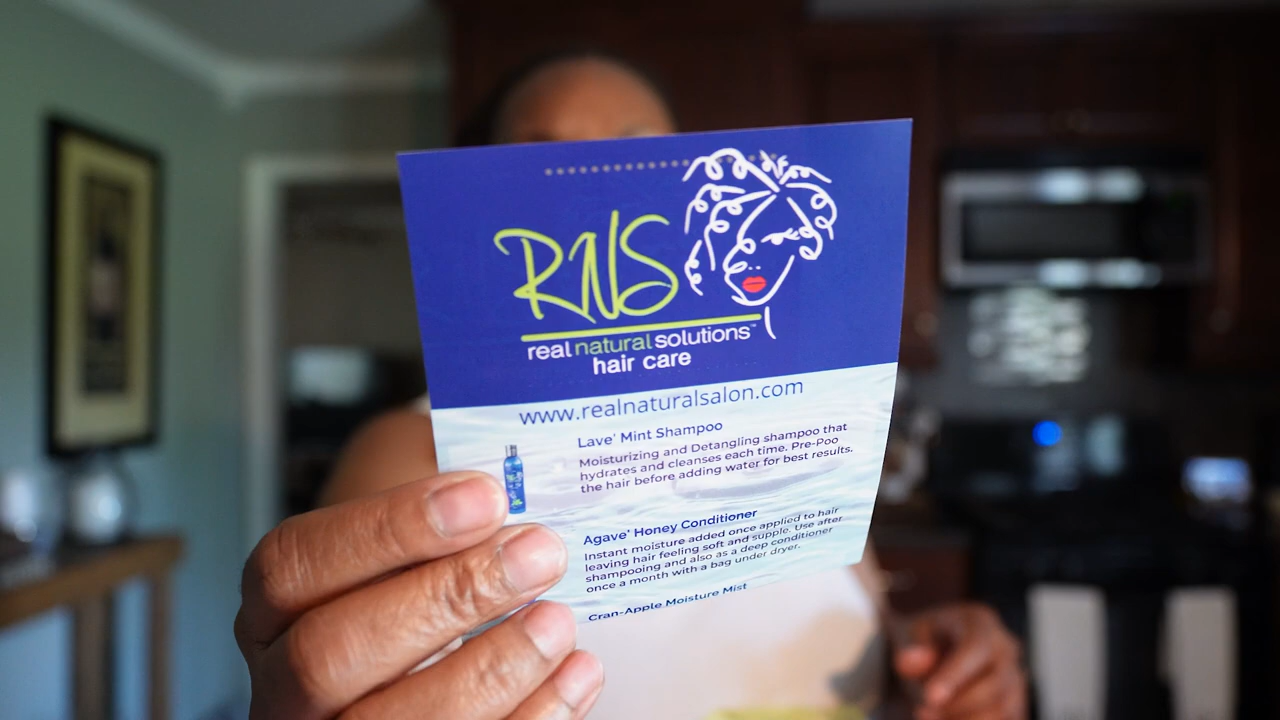 RNS
real natural solutions™
hair care
www.realnaturalsalon.com
Lave' Mint Shampoo
Moisturizing and Detangling shampoo that
hydrates and cleanses each time. Pre-Poo
the hair before adding water for best results.
Agave' Honey Conditioner
Instant moisture added once applied to hair
leaving hair feeling soft and supple. Use after
shampooing and also as a deep conditioner
once a month with a bag under dryer.
Cran-Apple Moisture Mist